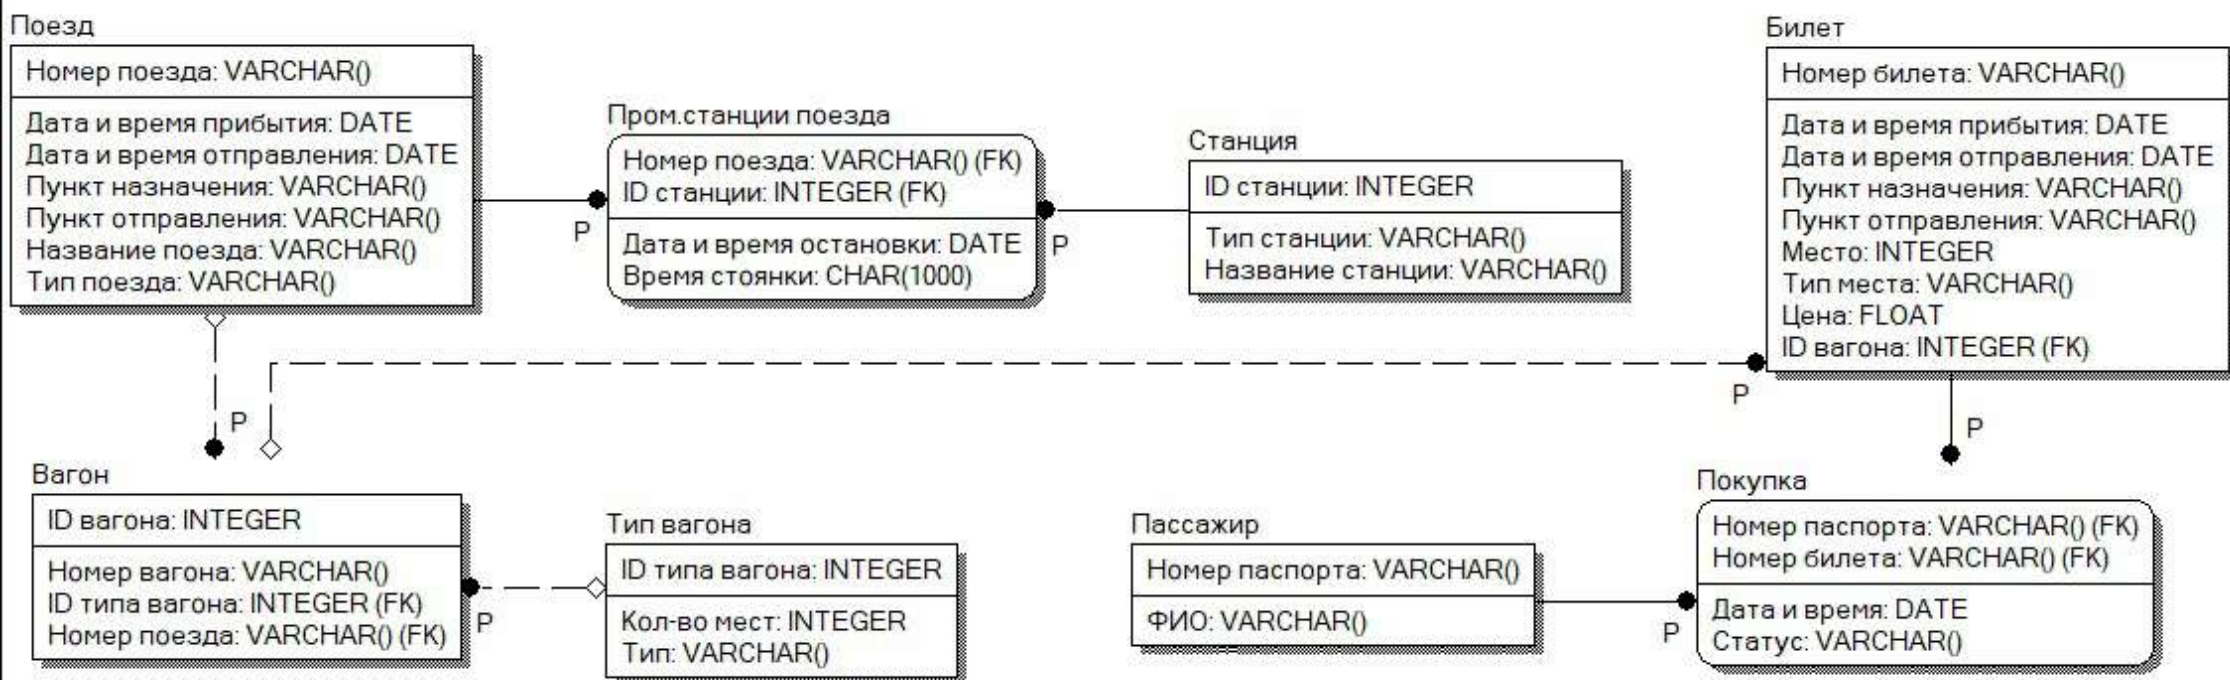 Поезд
Номер поезда: VARCHAR()
Дата и время прибытия: DATE
Дата и время отправления: DATE
Пункт назначения: VARCHAR()
Пункт отправления: VARCHAR()
Название поезда: VARCHAR()
Тип поезда: VARCHAR()
P
Пром.станции поезда
Номер поезда: VARCHAR() (FK)
ID станции: INTEGER (FK)
Дата и время остановки: DATE
Время стоянки: CHAR(1000)
P
Станция
ID станции: INTEGER
Тип станции: VARCHAR()
Название станции: VARCHAR()
Билет
Номер билета: VARCHAR()
Дата и время прибытия: DATE
Дата и время отправления: DATE
Пункт назначения: VARCHAR()
Пункт отправления: VARCHAR()
Место: INTEGER
Тип места: VARCHAR()
Цена: FLOAT
ID вагона: INTEGER (FK)
P
P
P
Вагон
ID вагона: INTEGER
Номер вагона: VARCHAR()
ID типа вагона: INTEGER (FK)
Номер поезда: VARCHAR() (FK)
P
Тип вагона
ID типа вагона: INTEGER
Кол-во мест: INTEGER
Тип: VARCHAR()
Пассажир
Номер паспорта: VARCHAR()
ФИО: VARCHAR()
P
Покупка
Номер паспорта: VARCHAR() (FK)
Номер билета: VARCHAR() (FK)
Дата и время: DATE
Статус: VARCHAR()